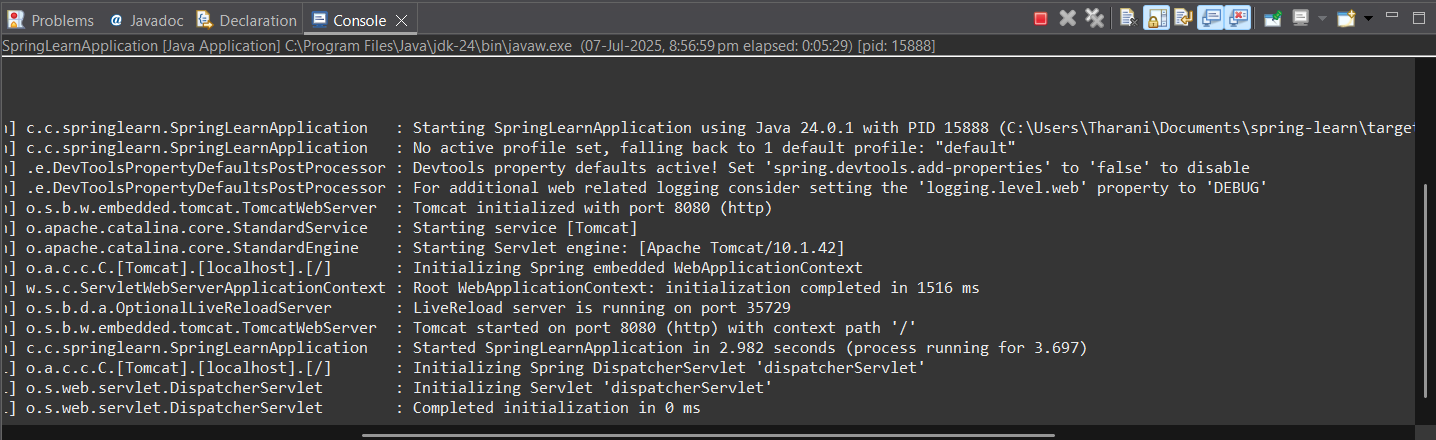 Problems @ Javadoc Declaration Console
SpringLearnApplication [Java Application] C:\Program Files\Java\jdk-24\bin\javaw.exe (07-Jul-2025, 8:56:59 pm elapsed: 0:05:29) [pid: 15888]
] c.c.springlearn.SpringLearnApplication : Starting SpringLearnApplication using Java 24.0.1 with PID 15888 (C:\Users\Tharani\Documents\spring-learn\target
] c.c.springlearn.SpringLearnApplication : No active profile set, falling back to 1 default profile: "default"
] .e.DevToolsPropertyDefaultsPostProcessor : Devtools property defaults active! Set 'spring.devtools.add-properties' to 'false' to disable
] .e.DevToolsPropertyDefaultsPostProcessor : For additional web related logging consider setting the 'logging.level.web' property to 'DEBUG'
] o.s.b.w.embedded.tomcat.TomcatWebServer : Tomcat initialized with port 8080 (http)
] o.apache.catalina.core.StandardService : Starting service [Tomcat]
] o.apache.catalina.core.StandardEngine : Starting Servlet engine: [Apache Tomcat/10.1.42]
] o.a.c.c.C.[Tomcat].[localhost].[/] : Initializing Spring embedded WebApplicationContext
] w.s.c.ServletWebServerApplicationContext : Root WebApplicationContext: initialization completed in 1516 ms
] o.s.b.d.a.OptionalLiveReloadServer : LiveReload server is running on port 35729
] o.s.b.w.embedded.tomcat.TomcatWebServer : Tomcat started on port 8080 (http) with context path '/'
] c.c.springlearn.SpringLearnApplication : Started SpringLearnApplication in 2.982 seconds (process running for 3.697)
] o.a.c.c.C.[Tomcat].[localhost].[/] : Initializing Spring DispatcherServlet 'dispatcherServlet'
] o.s.web.servlet.DispatcherServlet : Initializing Servlet 'dispatcherServlet'
] o.s.web.servlet.DispatcherServlet : Completed initialization in 0 ms